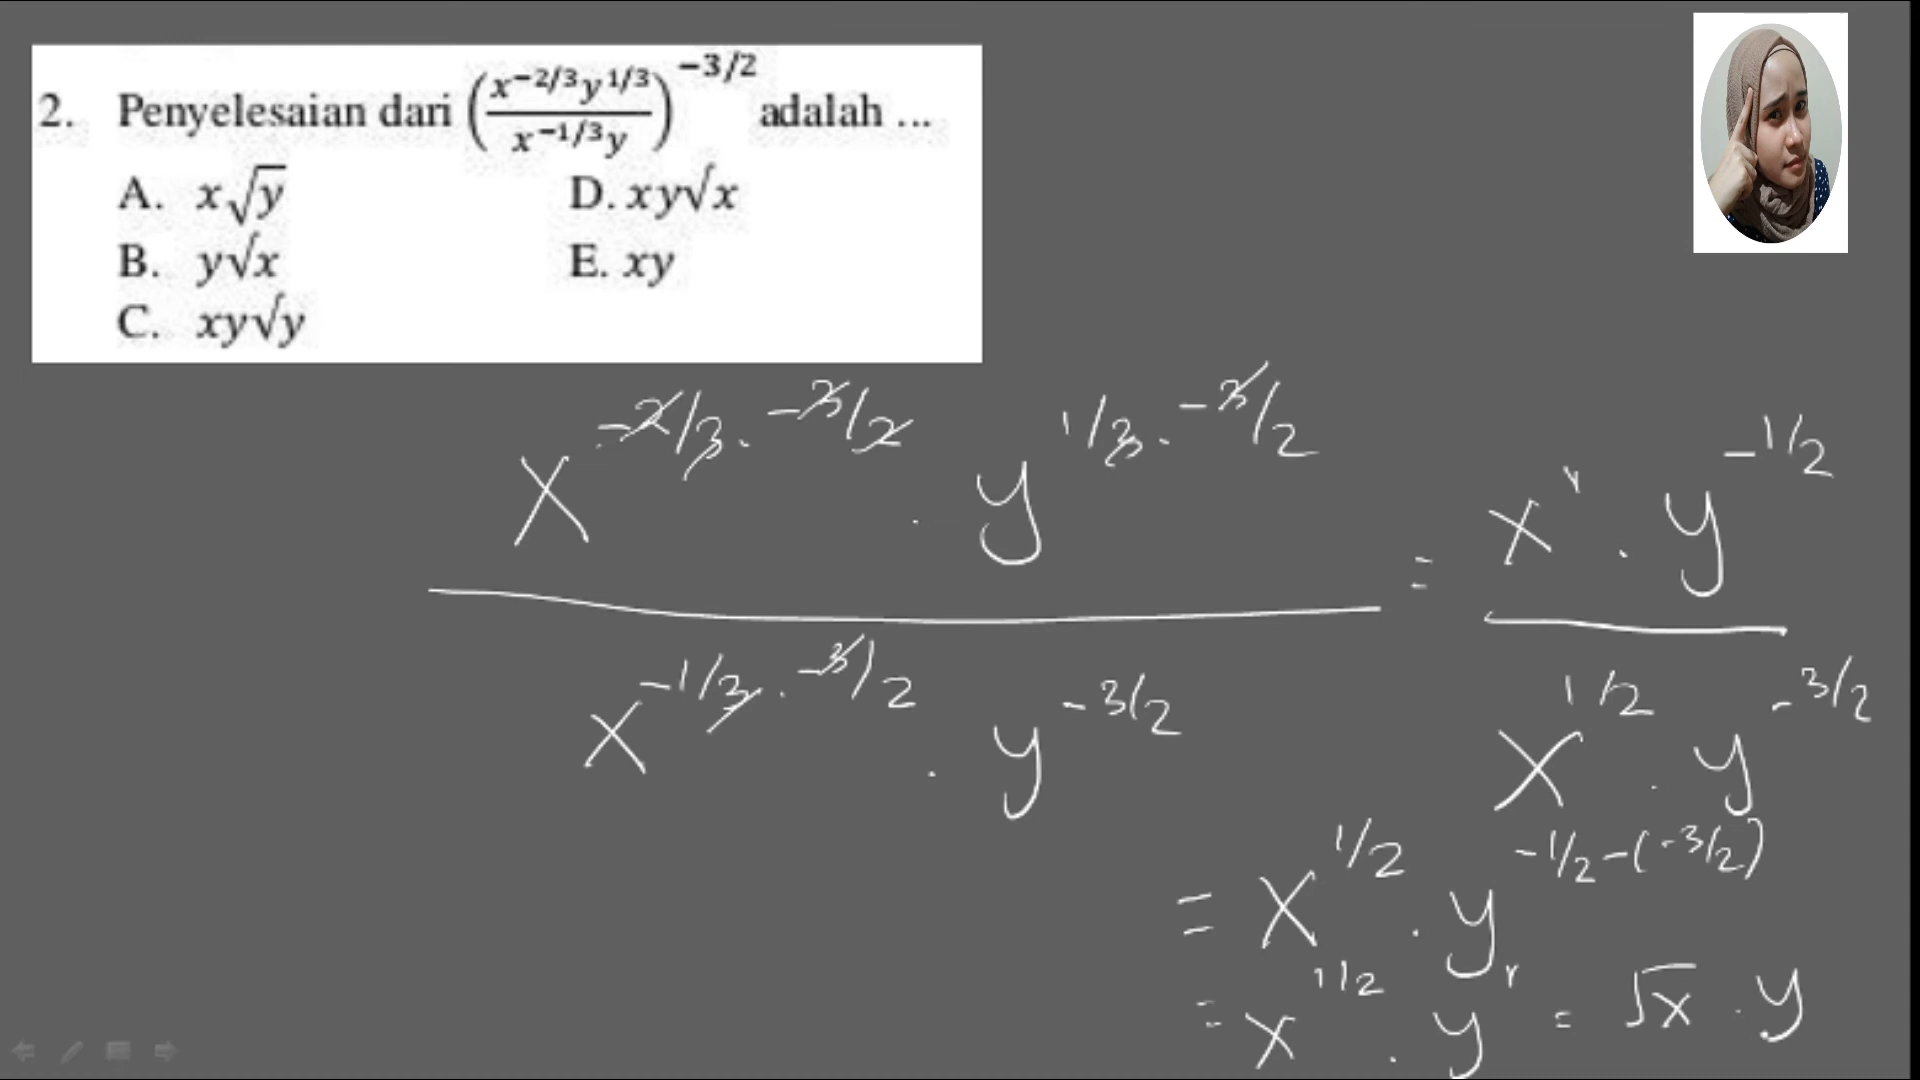 2. Penyelesaian dari (x^{-2/3}y^{1/3} / x^{-1/3}y)^{-3/2} adalah ...
A. x√y
D. xy√x
B. y√x
E. xy
C. xy√y
x^{-2/3 . -3/2} . y^{1/3 . -3/2} / x^{-1/3 . -3/2} . y^{-3/2} = x^1 . y^{-1/2} / x^{1/2} . y^{-3/2}
= x^{1/2} . y^{-1/2-(-3/2)}
= x^{1/2} . y^1 = √x . y